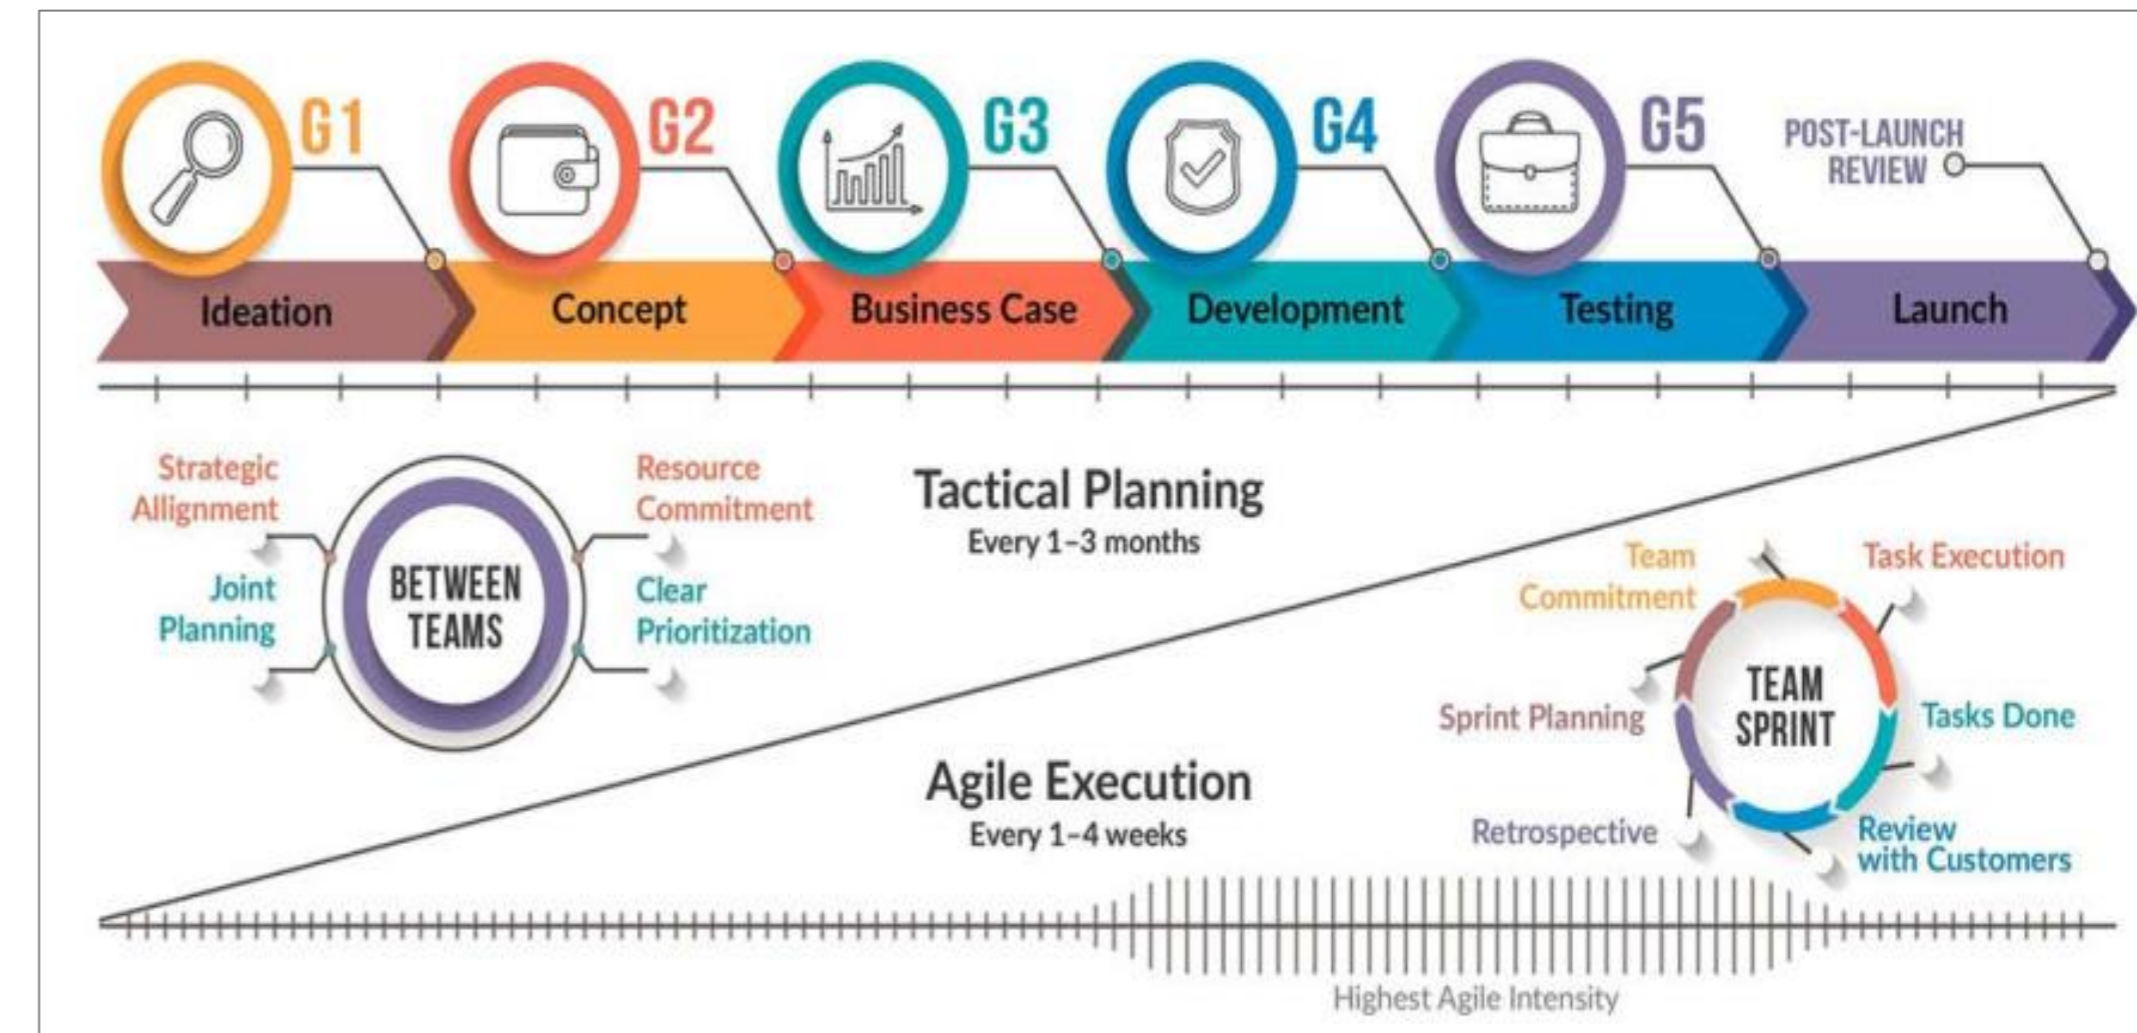 G1
G2
G3
G4
G5
POST-LAUNCH
REVIEW
Ideation
Concept
Business Case
Development
Testing
Launch
Strategic
Allignment
Joint
Planning
BETWEEN
TEAMS
Resource
Commitment
Clear
Prioritization
Tactical Planning
Every 1–3 months
Agile Execution
Every 1–4 weeks
Team
Commitment
Task Execution
Sprint Planning
TEAM
SPRINT
Tasks Done
Retrospective
Review
with Customers
Highest Agile Intensity